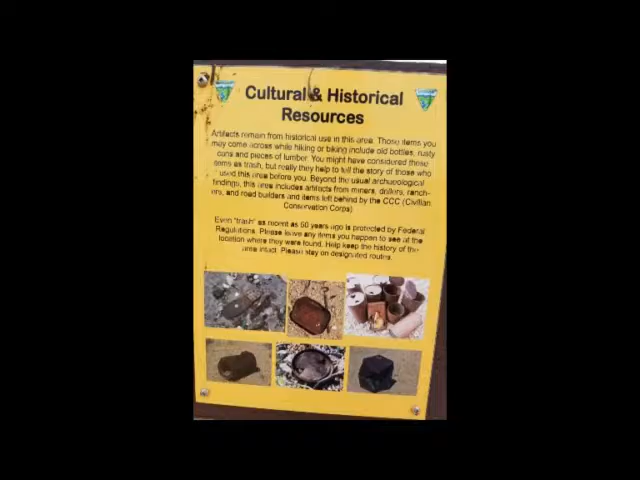 Cultural & Historical
Resources
Artifacts remain from historical use in this area. Those items you
may come across while hiking or biking include old bottles, rusty
cans and pieces of lumber. You might have considered these
items as trash, but really they help to tell the story of those who
used this area before you. Beyond the usual archaeological
findings, this area includes artifacts from miners, drillers, ranch-
ers, and road builders and items left behind by the CCC (Civilian
Conservation Corps)
Even "trash" as recent as 50 years ago is protected by Federal
Regulations. Please leave any items you happen to see at the
location where they were found. Help keep the history of the
area intact. Please stay on designated routes.